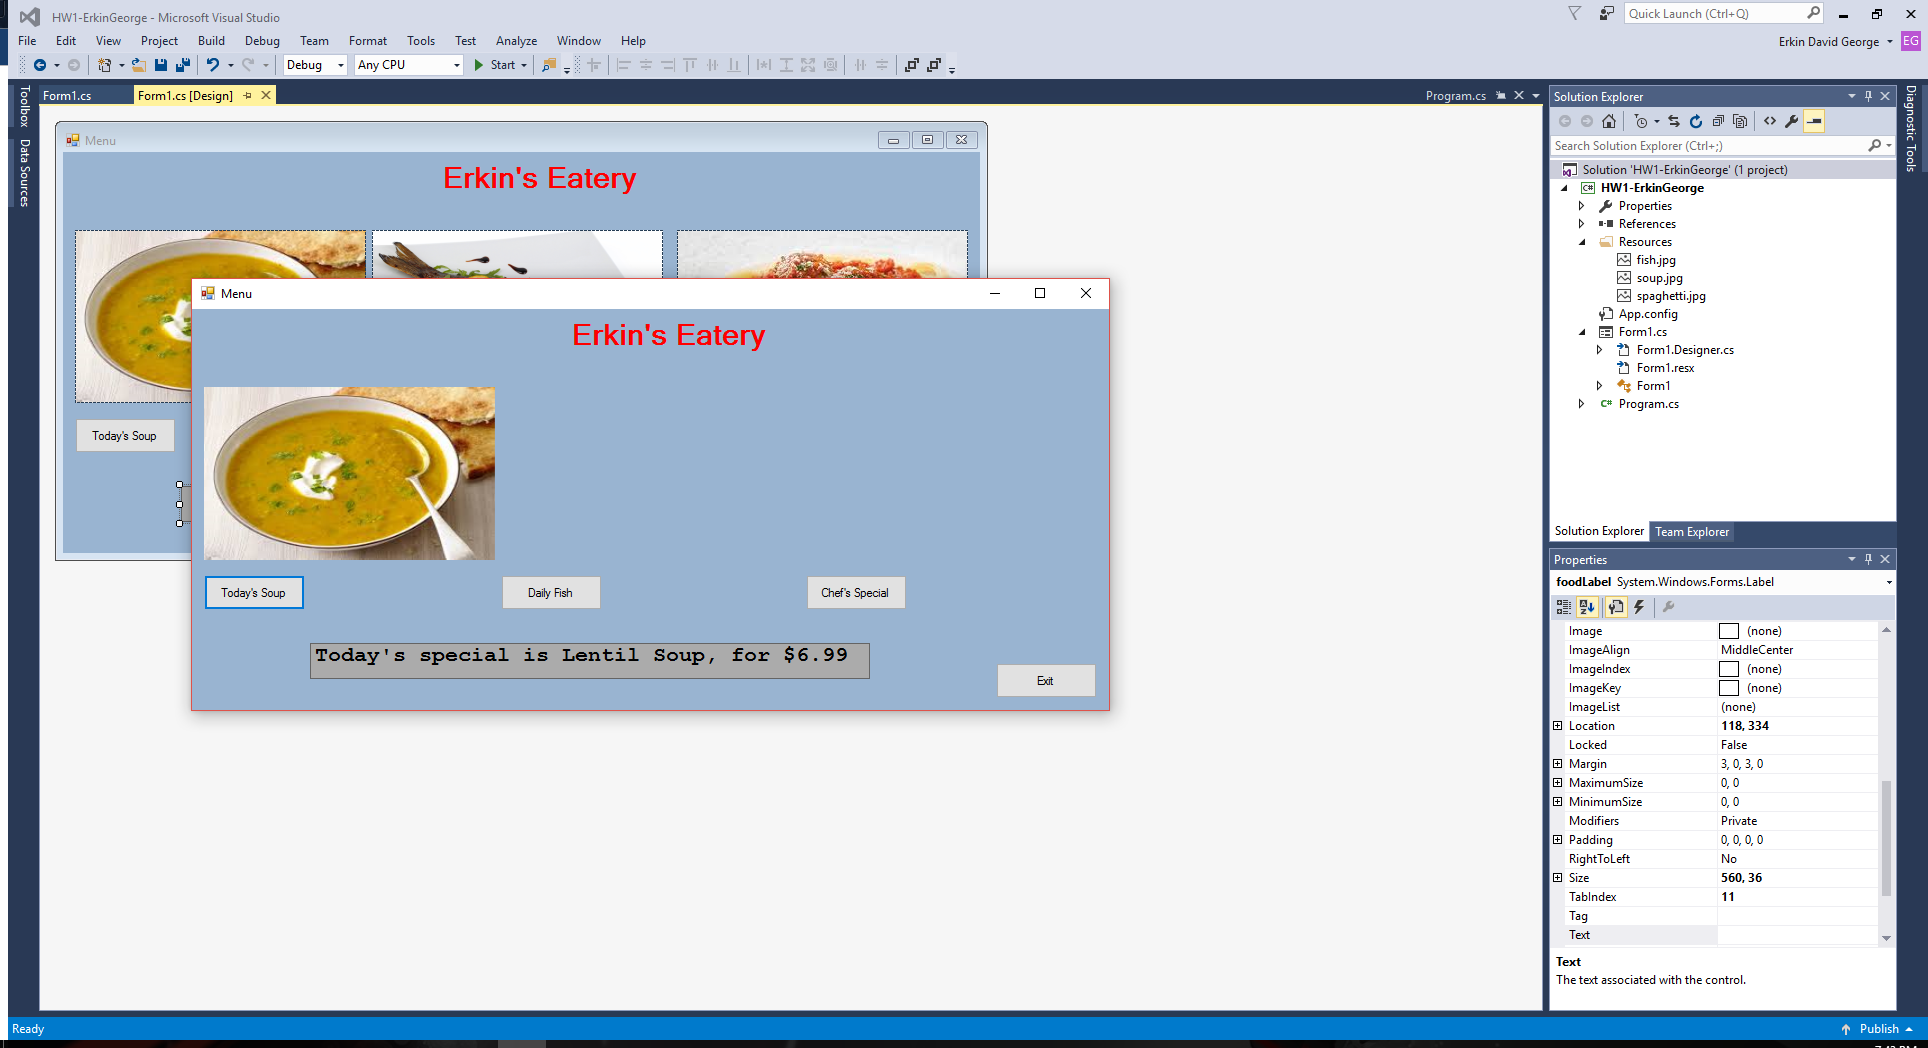 HW1-ErkinGeorge - Microsoft Visual Studio
Quick Launch (Ctrl+Q)
File Edit View Project Build Debug Team Format Tools Test Analyze Window Help
Erkin David George EG
Debug Any CPU Start
Toolbox
Data Sources
Form1.cs Form1.cs [Design]
Program.cs
Menu
Erkin's Eatery
Today's Soup
Menu
Erkin's Eatery
Today's Soup Daily Fish Chef's Special
Today's special is Lentil Soup, for $6.99
Exit
Solution Explorer
Search Solution Explorer (Ctrl+;)
Solution 'HW1-ErkinGeorge' (1 project)
C# HW1-ErkinGeorge
Properties
References
Resources
fish.jpg
soup.jpg
spaghetti.jpg
App.config
Form1.cs
Form1.Designer.cs
Form1.resx
Form1
C# Program.cs
Solution Explorer Team Explorer
Diagnostic Tools
Properties
foodLabel System.Windows.Forms.Label
Image (none)
ImageAlign MiddleCenter
ImageIndex (none)
ImageKey (none)
ImageList (none)
Location 118, 334
Locked False
Margin 3, 0, 3, 0
MaximumSize 0, 0
MinimumSize 0, 0
Modifiers Private
Padding 0, 0, 0, 0
RightToLeft No
Size 560, 36
TabIndex 11
Tag
Text
Text
The text associated with the control.
Ready
Publish